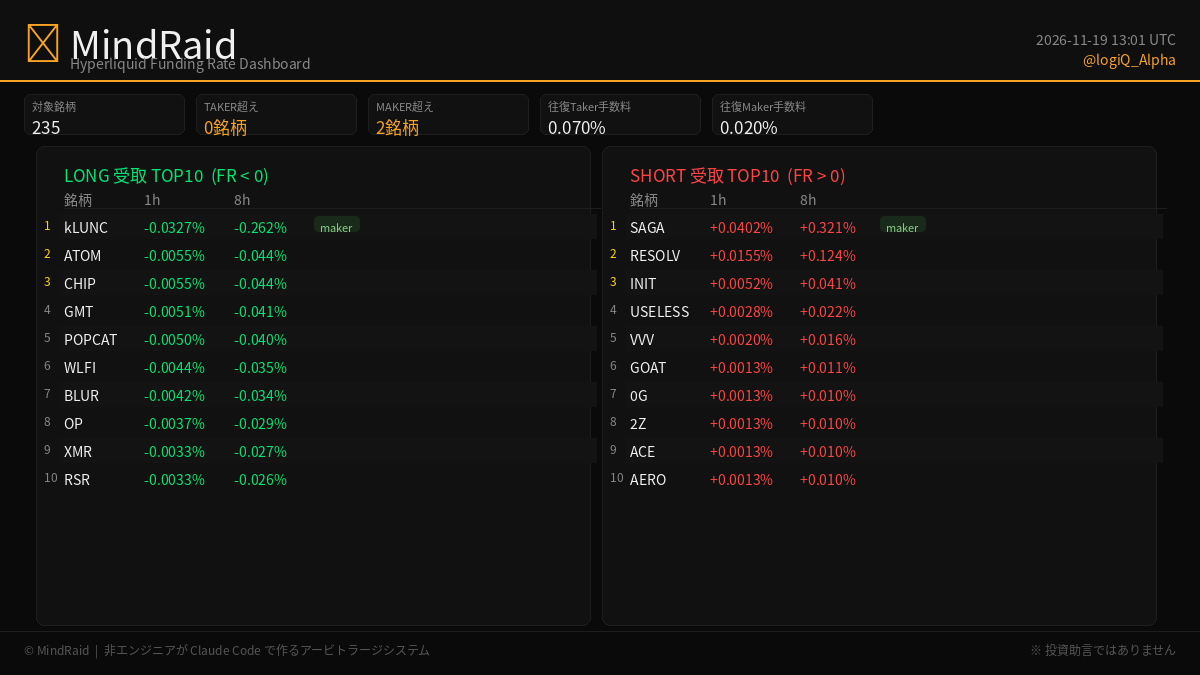 MindRaid
Hyperliquid Funding Rate Dashboard
2026-11-19 13:01 UTC
@logiQ_Alpha
対象銘柄
235
TAKER超え
0銘柄
MAKER超え
2銘柄
往復Taker手数料
0.070%
往復Maker手数料
0.020%
LONG 受取 TOP10 (FR < 0)
銘柄 1h 8h
1 kLUNC -0.0327% -0.262% maker
2 ATOM -0.0055% -0.044%
3 CHIP -0.0055% -0.044%
4 GMT -0.0051% -0.041%
5 POPCAT -0.0050% -0.040%
6 WLFI -0.0044% -0.035%
7 BLUR -0.0042% -0.034%
8 OP -0.0037% -0.029%
9 XMR -0.0033% -0.027%
10 RSR -0.0033% -0.026%
SHORT 受取 TOP10 (FR > 0)
銘柄 1h 8h
1 SAGA +0.0402% +0.321% maker
2 RESOLV +0.0155% +0.124%
3 INIT +0.0052% +0.041%
4 USELESS +0.0028% +0.022%
5 VVV +0.0020% +0.016%
6 GOAT +0.0013% +0.011%
7 0G +0.0013% +0.010%
8 2Z +0.0013% +0.010%
9 ACE +0.0013% +0.010%
10 AERO +0.0013% +0.010%
© MindRaid | 非エンジニアが Claude Code で作るアービトラージシステム
※ 投資助言ではありません